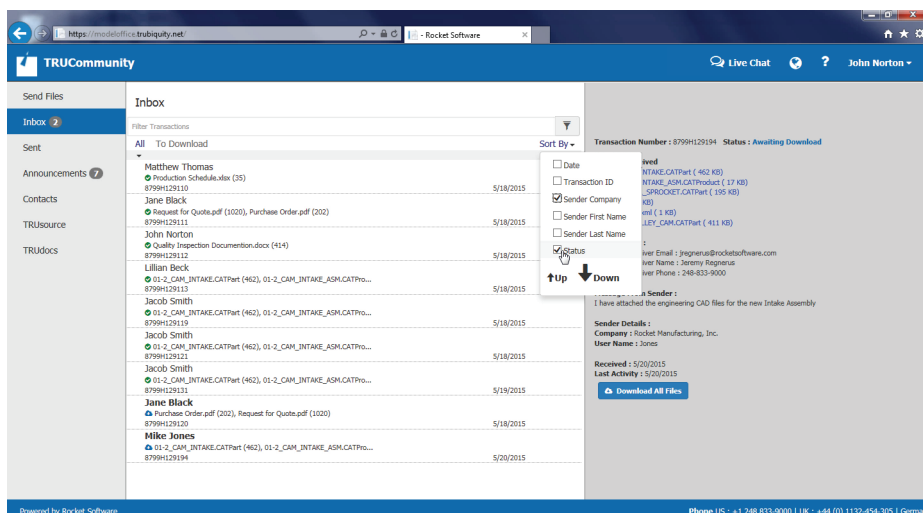 https://modeloffice.trubiquity.net/
- Rocket Software
TRUCommunity
Live Chat
?
John Norton
Send Files
Inbox 2
Sent
Announcements 7
Contacts
TRUsource
TRUdocs
Inbox
Filter Transactions
All To Download Sort By
Matthew Thomas
Production Schedule.xlsx (35)
8799H129110 5/18/2015
Jane Black
Request for Quote.pdf (1020), Purchase Order.pdf (202)
8799H129111 5/18/2015
John Norton
Quality Inspection Documentation.docx (414)
8799H129112 5/18/2015
Lillian Beck
01-2_CAM_INTAKE.CATPart (462), 01-2_CAM_INTAKE_ASM.CATPro...
8799H129113 5/18/2015
Jacob Smith
01-2_CAM_INTAKE.CATPart (462), 01-2_CAM_INTAKE_ASM.CATPro...
8799H129119 5/18/2015
Jacob Smith
01-2_CAM_INTAKE.CATPart (462), 01-2_CAM_INTAKE_ASM.CATPro...
8799H129121 5/18/2015
Jacob Smith
01-2_CAM_INTAKE.CATPart (462), 01-2_CAM_INTAKE_ASM.CATPro...
8799H129131 5/19/2015
Jane Black
Purchase Order.pdf (202), Request for Quote.pdf (1020)
8799H129120 5/18/2015
Mike Jones
01-2_CAM_INTAKE.CATPart (462), 01-2_CAM_INTAKE_ASM.CATPro...
8799H129194 5/20/2015
Date
Transaction ID
Sender Company
Sender First Name
Sender Last Name
Status
Up Down
Transaction Number : 8799H129194 Status : Awaiting Download
ived
NTAKE.CATPart ( 462 KB)
NTAKE_ASM.CATProduct ( 17 KB)
_SPROCKET.CATPart ( 195 KB)
KB)
ml ( 1 KB)
LEY_CAM.CATPart ( 411 KB)
:
iver Email : jregnerus@rocketsoftware.com
iver Name : Jeremy Regnerus
iver Phone : 248-833-9000
Sender :
I have attached the engineering CAD files for the new Intake Assembly
Sender Details :
Company : Rocket Manufacturing, Inc.
User Name : Jones
Received : 5/20/2015
Last Activity : 5/20/2015
Download All Files
Powered by Rocket Software
Phone US : +1 248 833-9000 | UK : +44 (0) 1132-454-305 | Germa